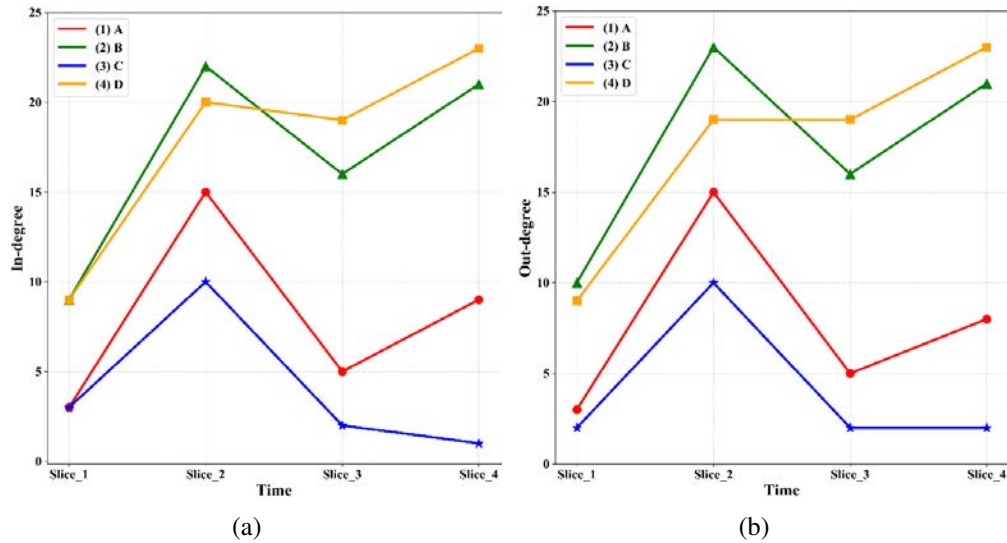 25
20
15
10
5
0
In-degree
(1) A
(2) B
(3) C
(4) D
Slice_1 Slice_2 Slice_3 Slice_4
Time
(a)
25
20
15
10
5
0
Out-degree
(1) A
(2) B
(3) C
(4) D
Slice_1 Slice_2 Slice_3 Slice_4
Time
(b)